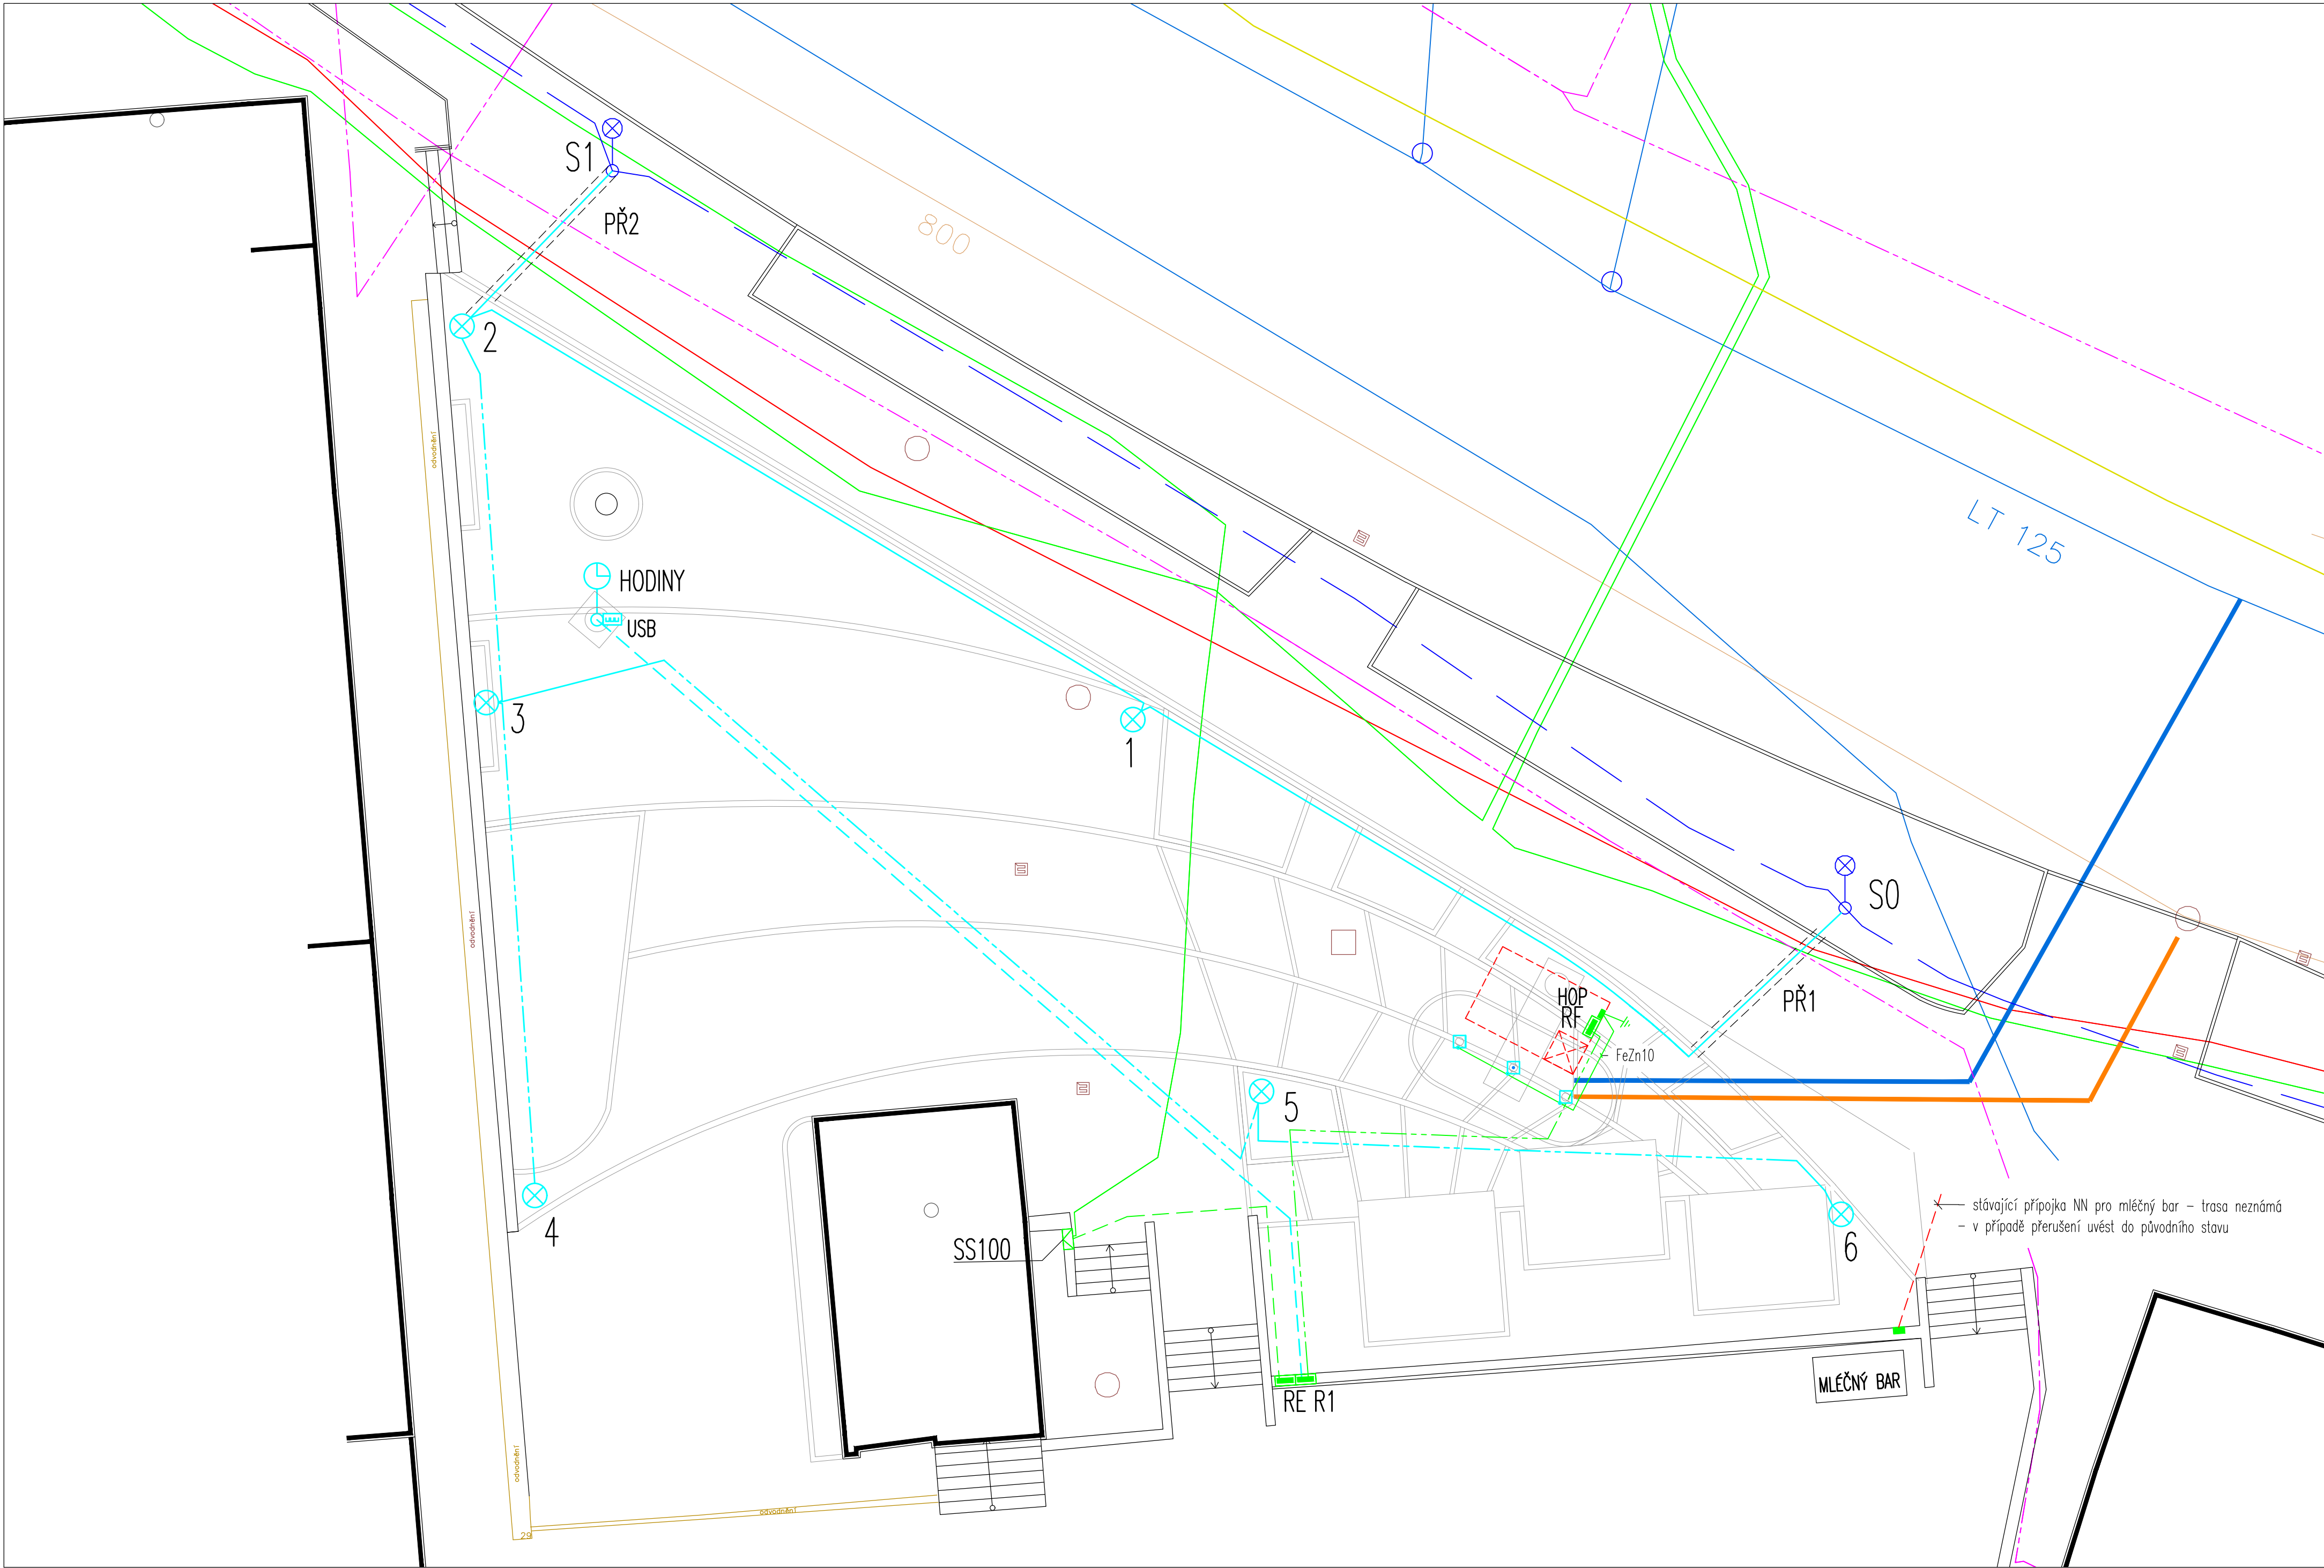 S1
PŘ2
800
2
LT 125
odvodnění
HODINY
USB
3
1
S0
odvodnění
PŘ1
HOP
RF
– FeZn10
5
stávající přípojka NN pro mléčný bar – trasa neznámá
– v případě přerušení uvést do původního stavu
4
SS100
6
MLÉČNÝ BAR
RE R1
odvodnění
odvodnění
29